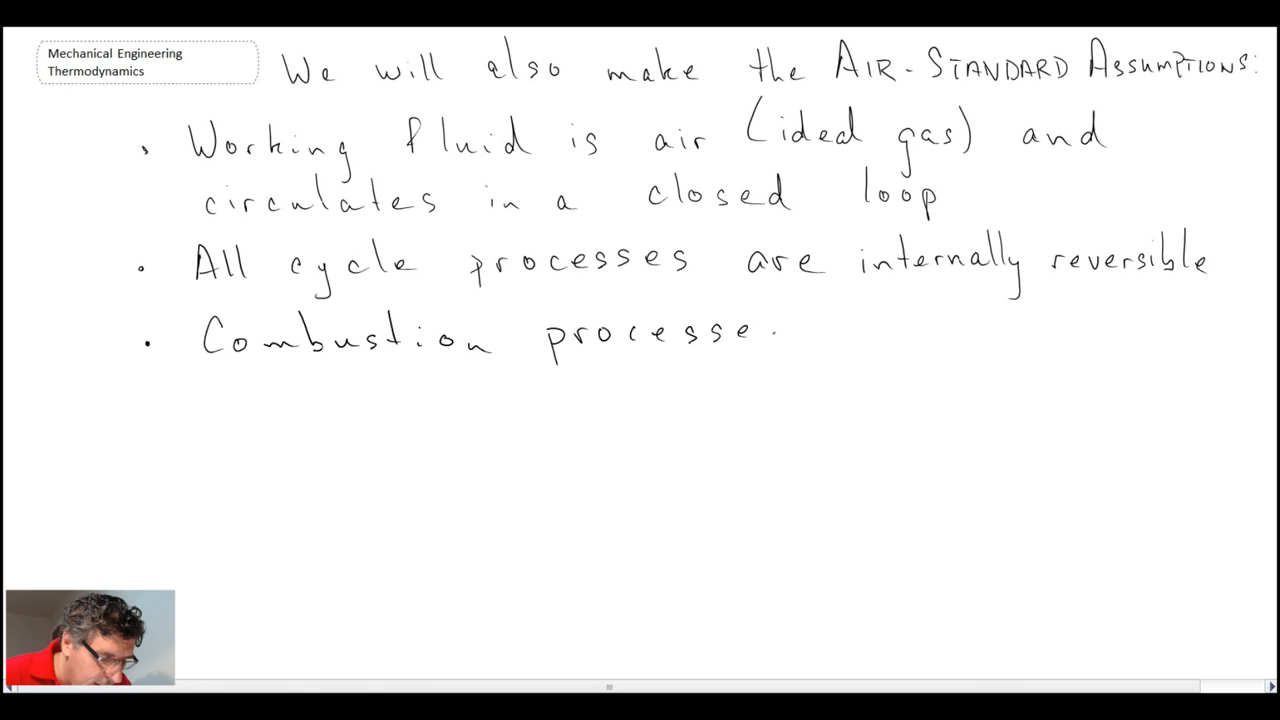 Mechanical Engineering
Thermodynamics
We will also make the AIR-STANDARD ASSUMPTIONS:
• Working fluid is air (ideal gas) and
circulates in a closed loop
• All cycle processes are internally reversible
• Combustion processe